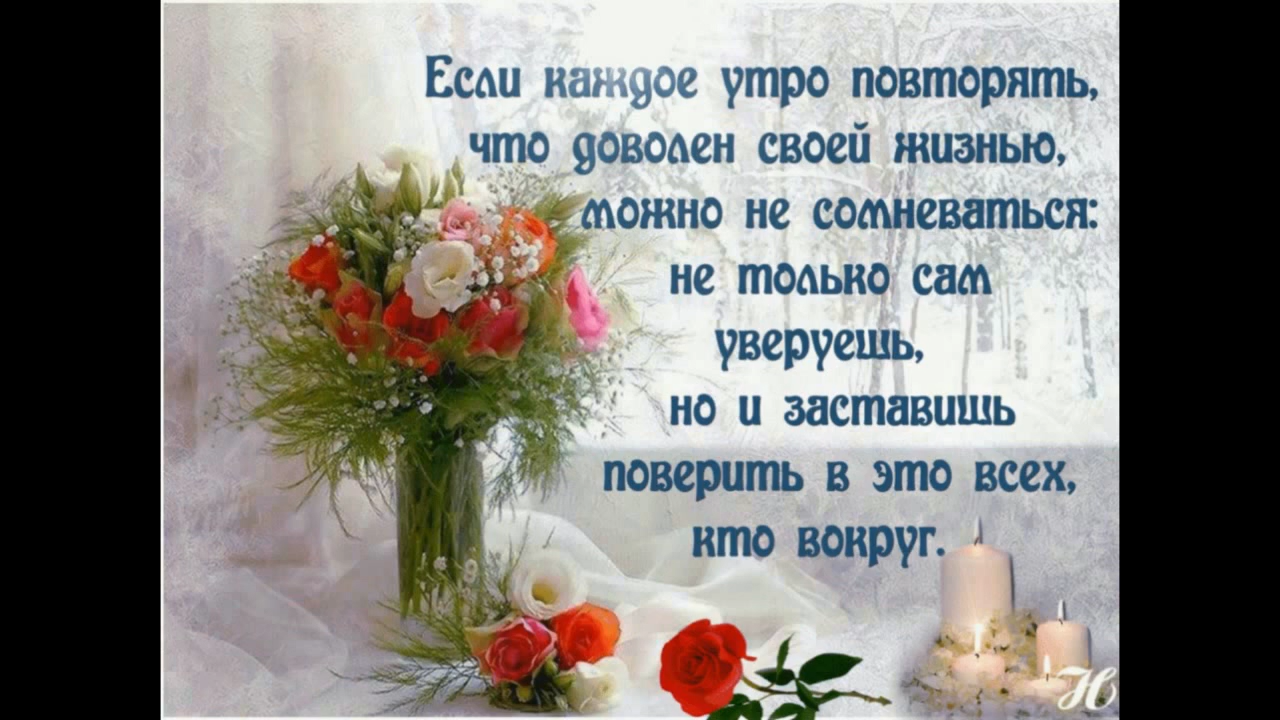 Если каждое утро повторять,
что доволен своей жизнью,
можно не сомневаться:
не только сам
уверуешь,
но и заставишь
поверить в это всех,
кто вокруг.
Н